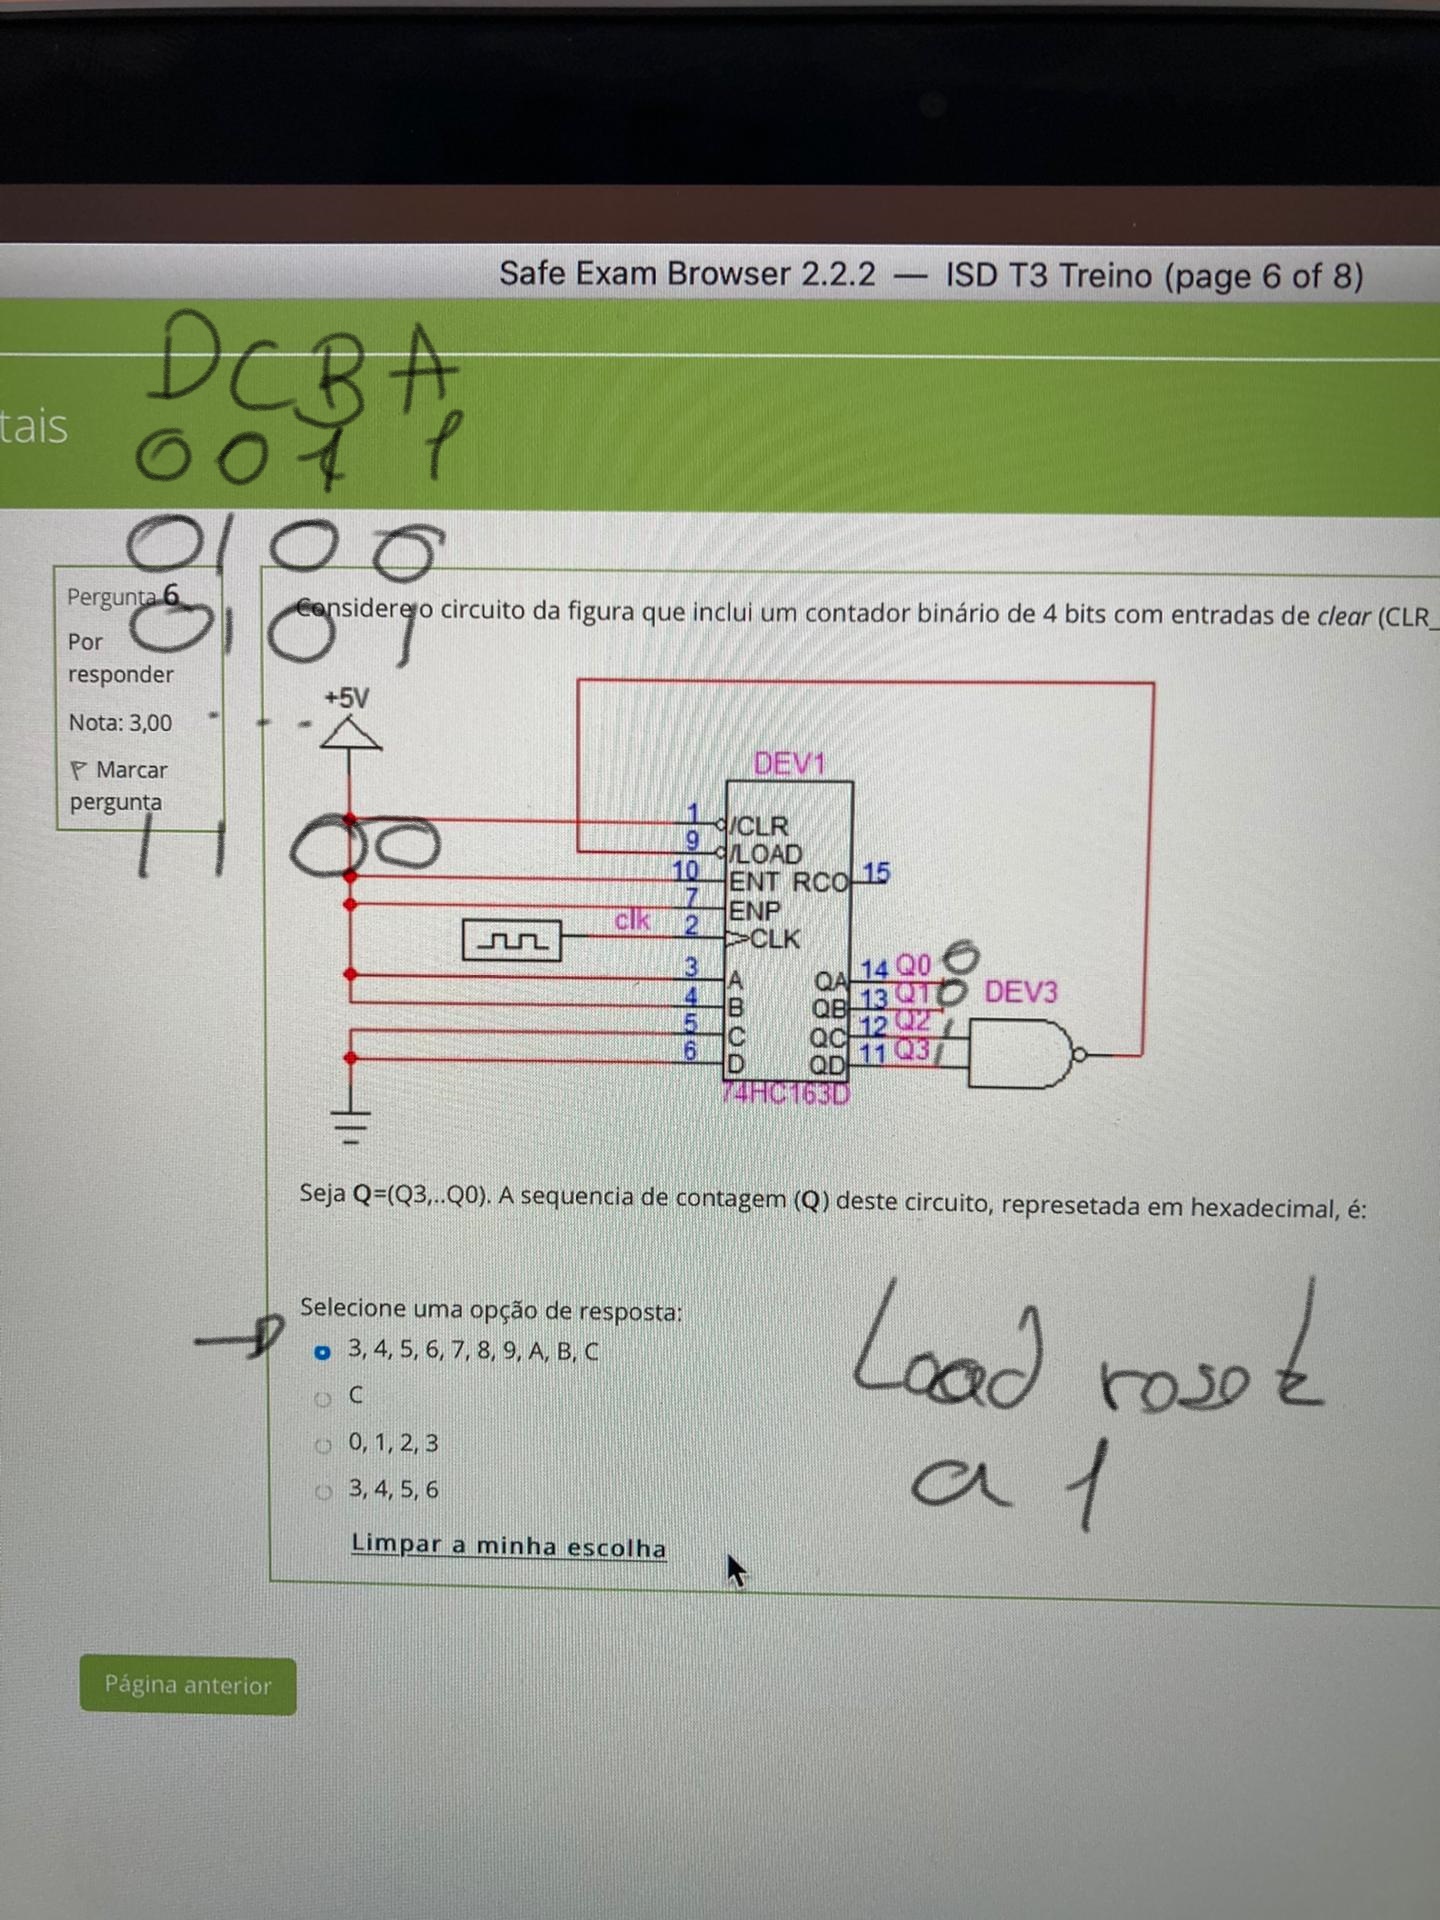 Safe Exam Browser 2.2.2 — ISD T3 Treino (page 6 of 8)
DCBA
tais
0011
0100
Pergunta 6
Considere o circuito da figura que inclui um contador binário de 4 bits com entradas de clear (CLR_
0101
Por
responder
Nota: 3,00
- - -
Marcar
pergunta
1100
+5V
DEV1
1 /CLR
9 /LOAD
10 ENT RCO 15
7 ENP
clk 2 CLK
3 A QA 14 Q0 0
4 B QB 13 Q1 0 DEV3
5 C QC 12 Q2 1
6 D QD 11 Q3 1
74HC163D
Seja Q=(Q3,..Q0). A sequencia de contagem (Q) deste circuito, represetada em hexadecimal, é:
Selecione uma opção de resposta:
3, 4, 5, 6, 7, 8, 9, A, B, C
C
0, 1, 2, 3
3, 4, 5, 6
Load roset
a 1
Limpar a minha escolha
Página anterior